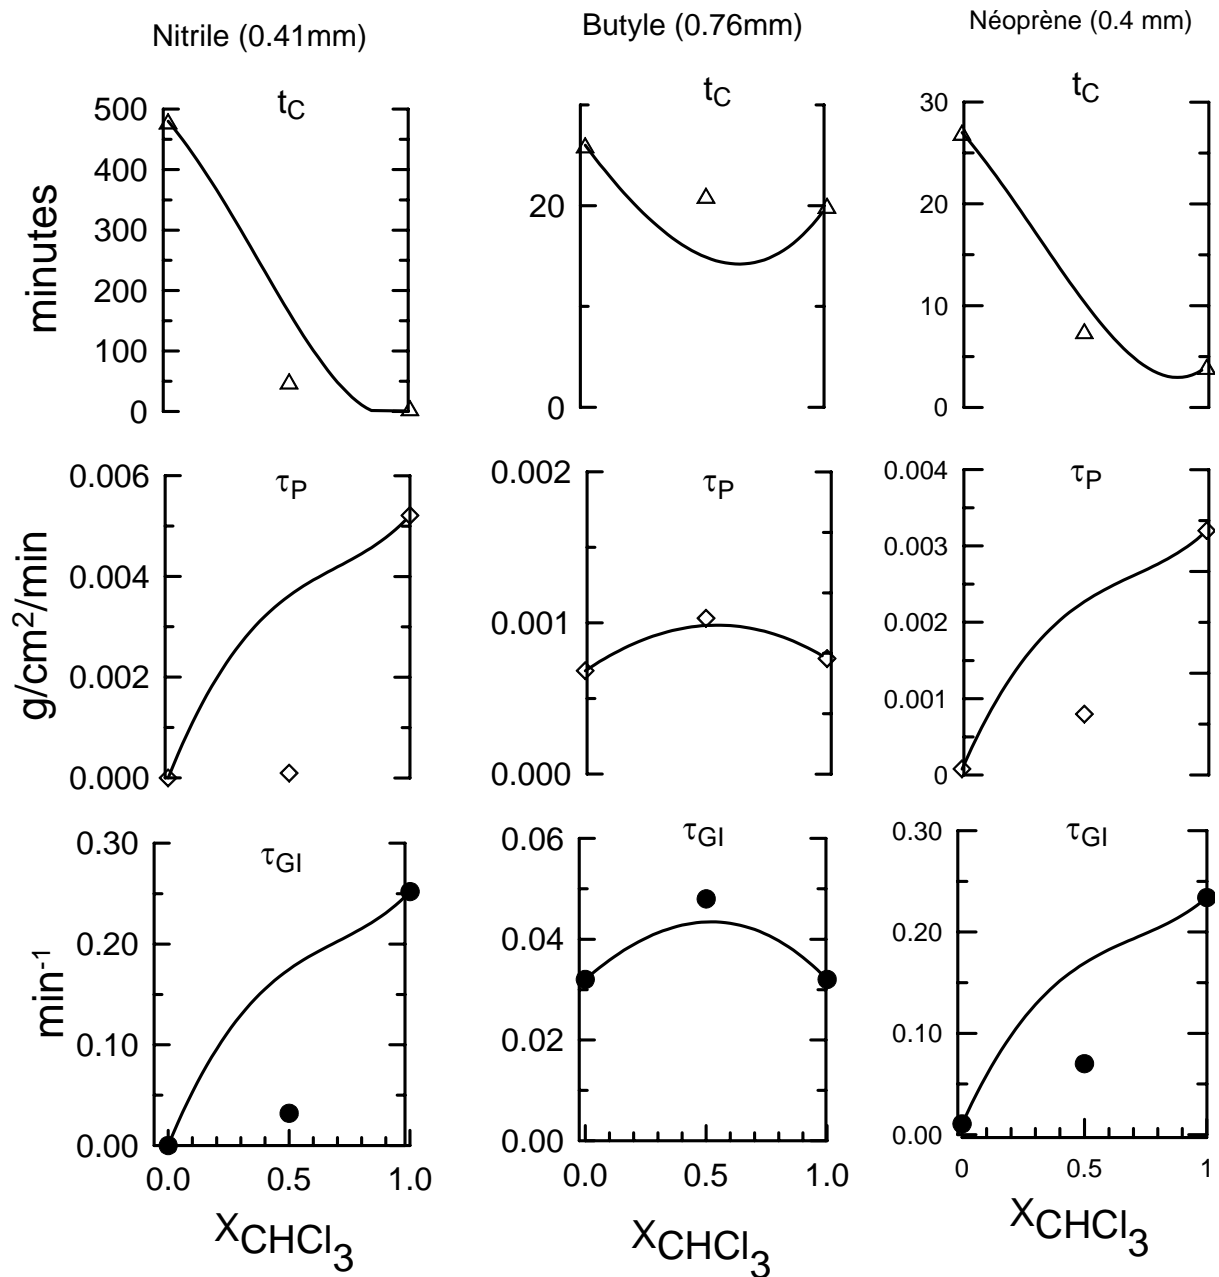 Nitrile (0.41mm)
Butyle (0.76mm)
Néoprène (0.4 mm)
minutes
t_C
500
400
300
200
100
0
t_C
20
0
t_C
30
20
10
0
g/cm²/min
τ_P
0.006
0.004
0.002
0.000
τ_P
0.002
0.001
0.000
τ_P
0.004
0.003
0.002
0.001
0
min⁻¹
τ_GI
0.30
0.20
0.10
0.00
0.0 0.5 1.0
X_CHCl₃
τ_GI
0.06
0.04
0.02
0.00
0.0 0.5 1.0
X_CHCl₃
τ_GI
0.30
0.20
0.10
0.00
0 0.5 1
X_CHCl₃